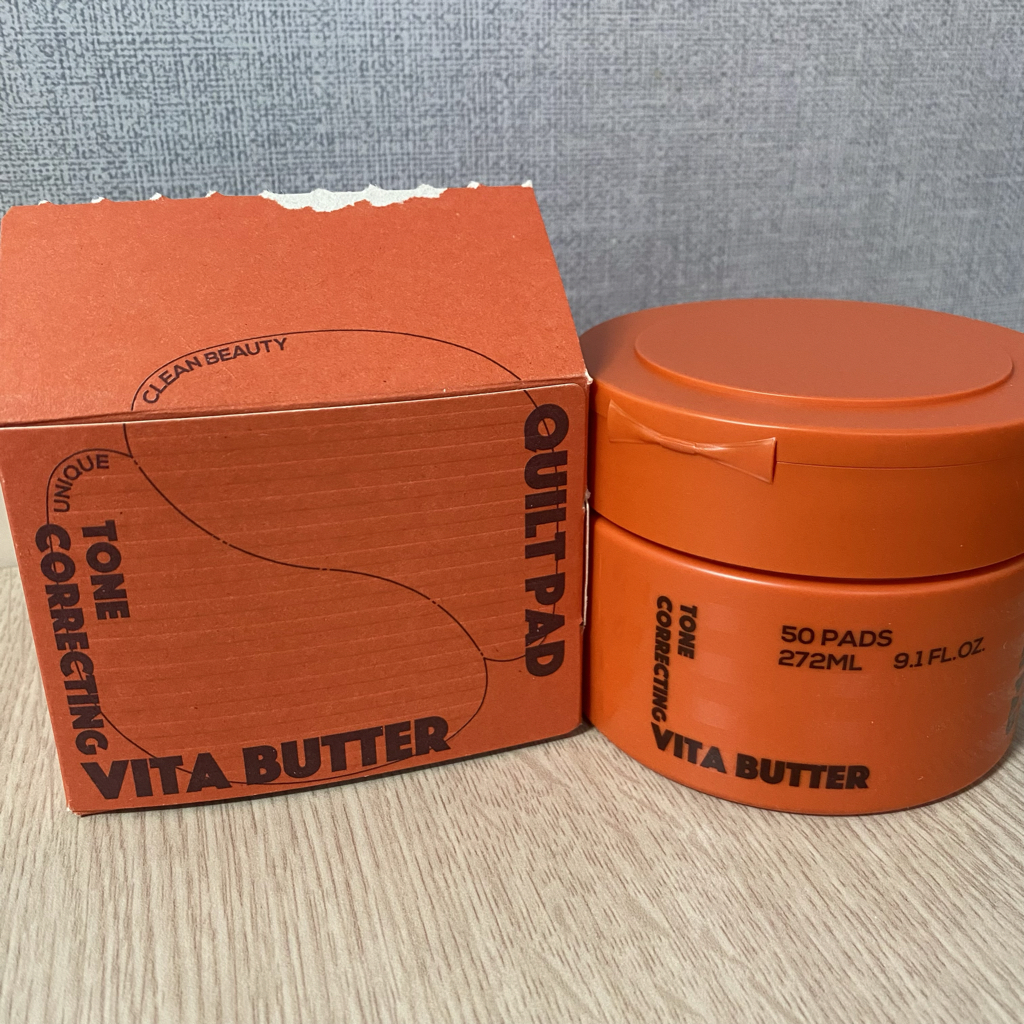 CLEAN BEAUTY
UNIQUE
QUILT PAD
TONE
CORRECTING
VITA BUTTER
TONE
CORRECTING
VITA BUTTER
50 PADS
272ML 9.1 FL.OZ.